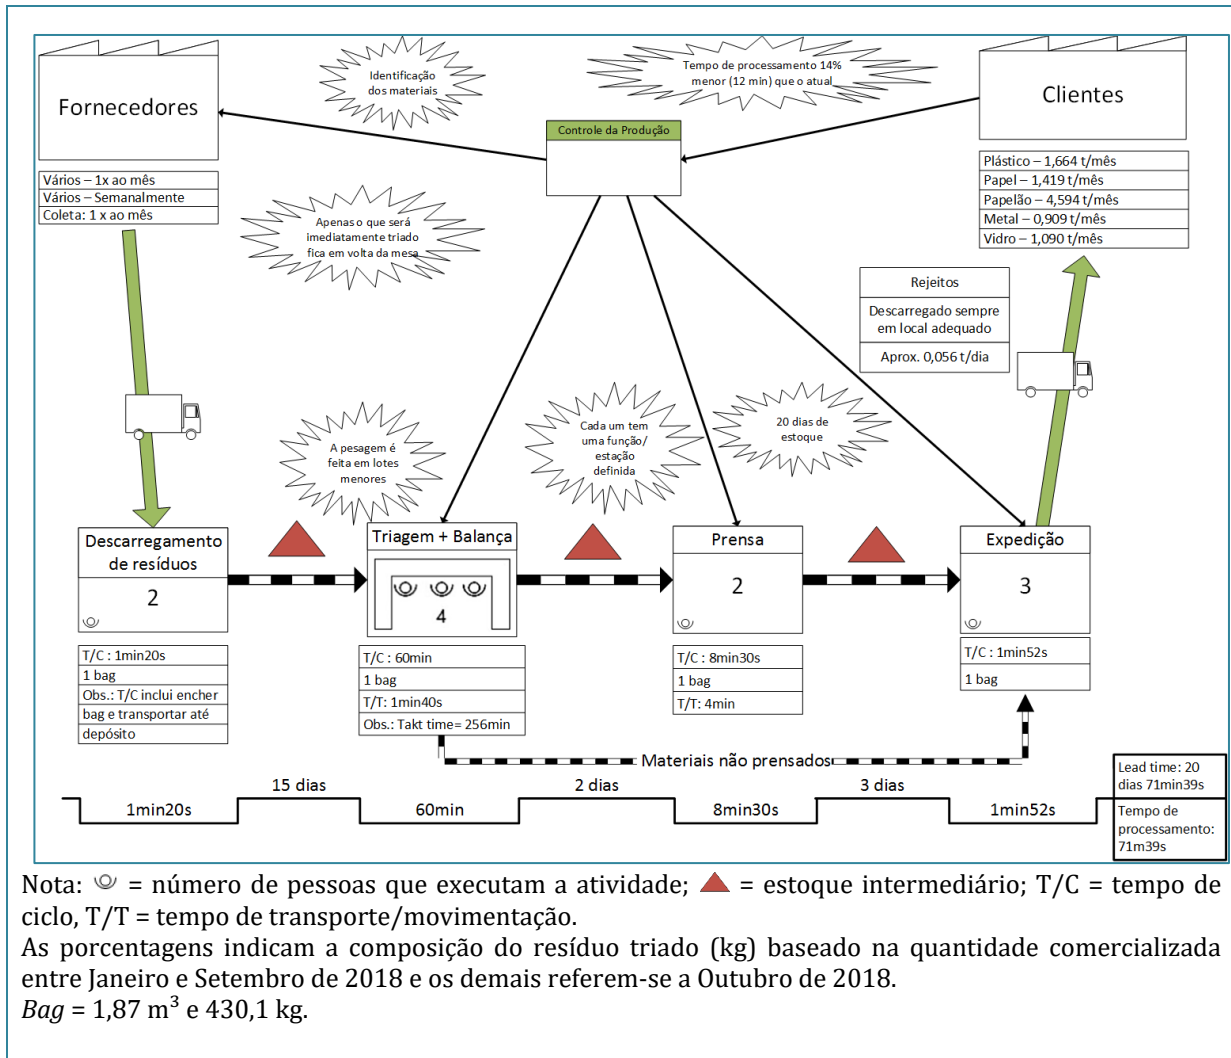 Fornecedores
Identificação
dos materiais
Tempo de processamento 14%
menor (12 min) que o atual
Clientes
Controle da Produção
Vários – 1x ao mês
Vários – Semanalmente
Coleta: 1 x ao mês
Apenas o que será
imediatamente triado
fica em volta da mesa
Plástico – 1,664 t/mês
Papel – 1,419 t/mês
Papelão – 4,594 t/mês
Metal – 0,909 t/mês
Vidro – 1,090 t/mês
Rejeitos
Descarregado sempre
em local adequado
Aprox. 0,056 t/dia
A pesagem é
feita em lotes
menores
Cada um tem
uma função/
estação
definida
20 dias de
estoque
Descarregamento
de resíduos
2
Triagem + Balança
4
Prensa
2
Expedição
3
T/C : 1min20s
1 bag
Obs.: T/C inclui encher
bag e transportar até
depósito
T/C : 60min
1 bag
T/T: 1min40s
Obs.: Takt time= 256min
T/C : 8min30s
1 bag
T/T: 4min
T/C : 1min52s
1 bag
Materiais não prensados
1min20s
15 dias
60min
2 dias
8min30s
3 dias
1min52s
Lead time: 20
dias 71min39s
Tempo de
processamento:
71m39s
Nota: = número de pessoas que executam a atividade; = estoque intermediário; T/C = tempo de
ciclo, T/T = tempo de transporte/movimentação.
As porcentagens indicam a composição do resíduo triado (kg) baseado na quantidade comercializada
entre Janeiro e Setembro de 2018 e os demais referem-se a Outubro de 2018.
Bag = 1,87 m³ e 430,1 kg.